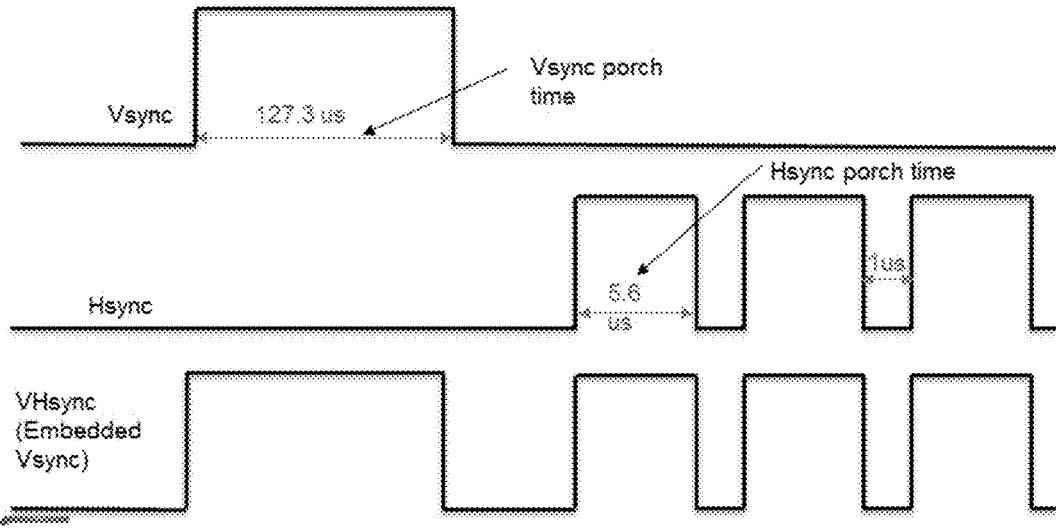 Vsync porch
time
Vsync
127.3 us
Hsync porch time
1us
5.6
us
Hsync
VHsync
(Embedded
Vsync)